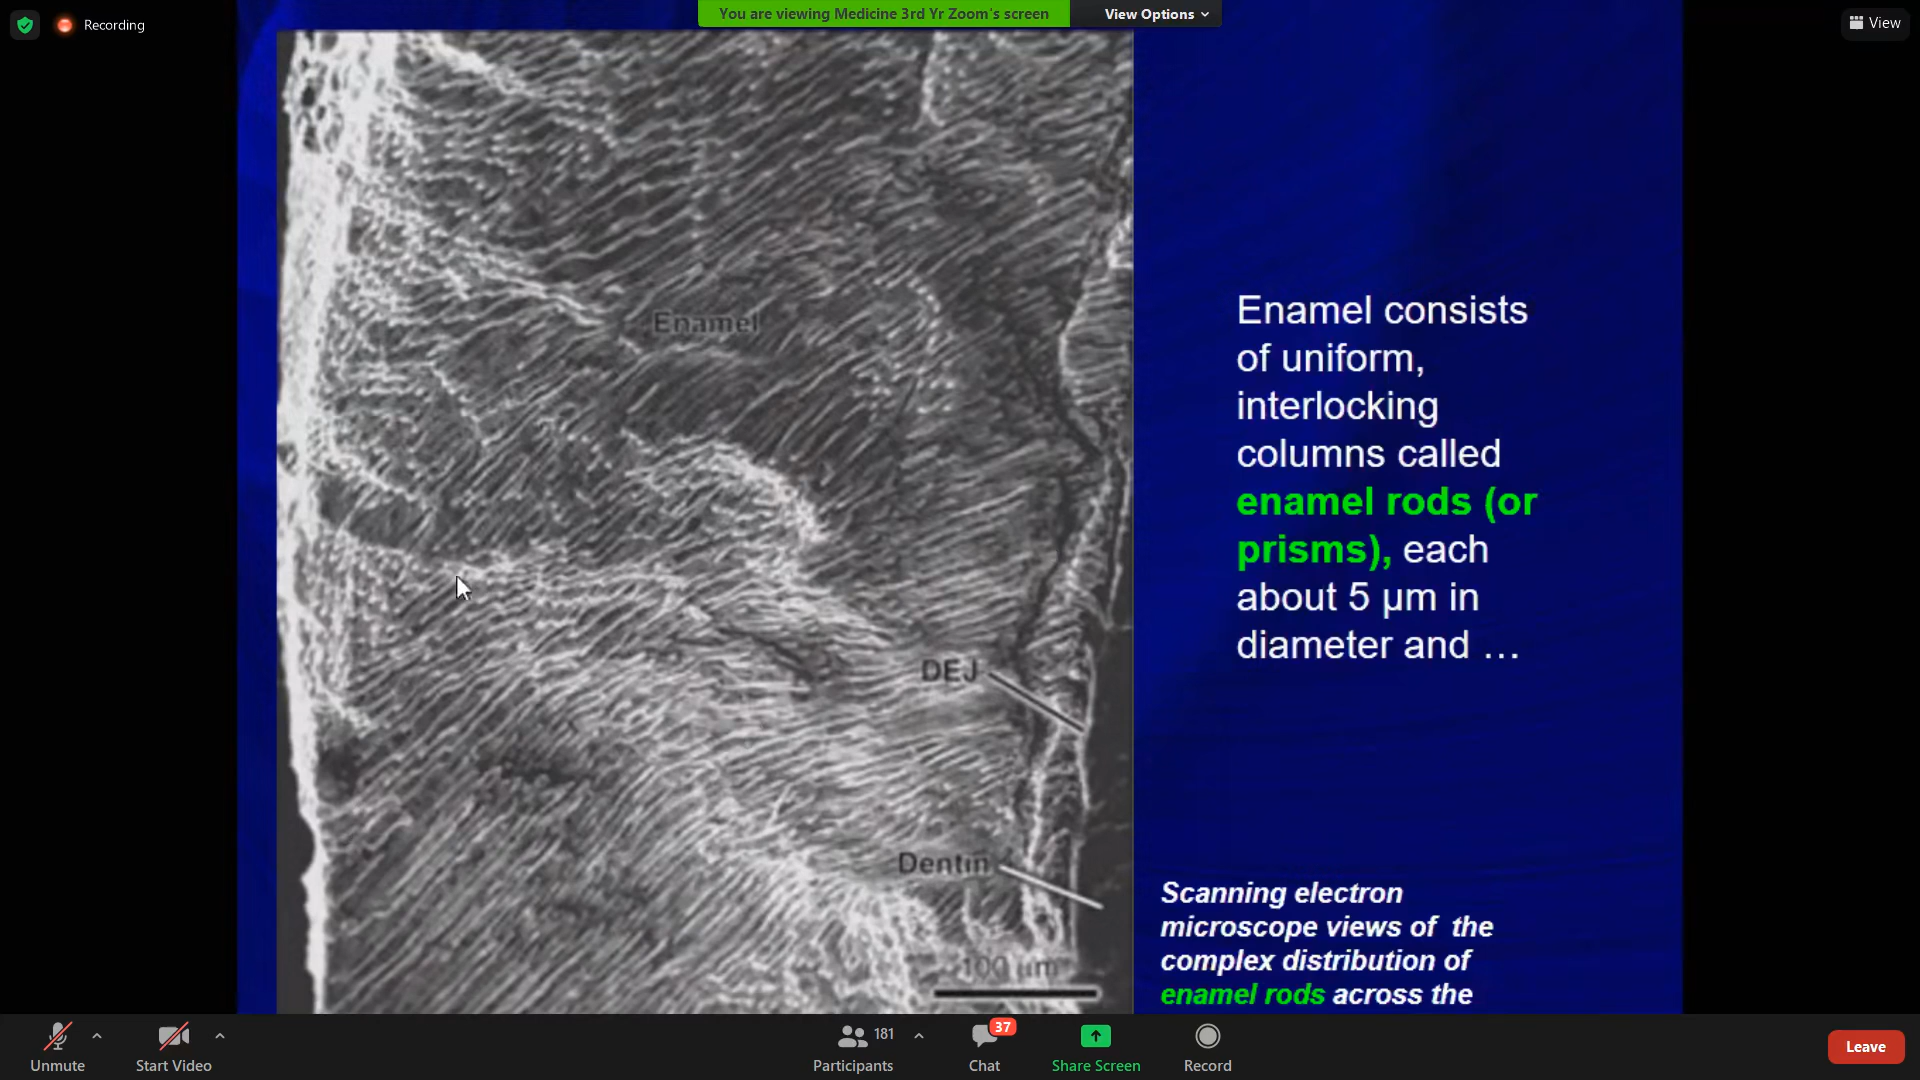 Recording
You are viewing Medicine 3rd Yr Zoom's screen
View Options
View
Enamel
DEJ
Dentin
100 µm
Enamel consists
of uniform,
interlocking
columns called
enamel rods (or
prisms), each
about 5 µm in
diameter and …
Scanning electron
microscope views of the
complex distribution of
enamel rods across the
Unmute
Start Video
Participants
181
Chat
37
Share Screen
Record
Leave